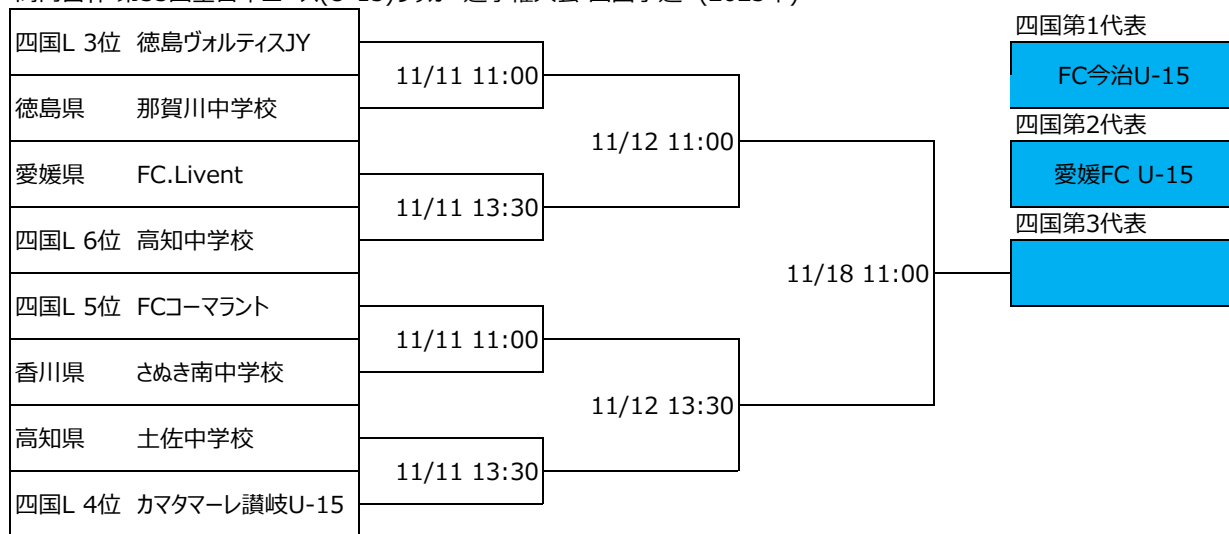 四国第1代表
四国L 3位 徳島ヴォルティスJY
11/11 11:00
FC今治U-15
徳島県 那賀川中学校
四国第2代表
11/12 11:00
愛媛県 FC.Livent
愛媛FC U-15
11/11 13:30
四国第3代表
四国L 6位 高知中学校
11/18 11:00
四国L 5位 FCコーマラント
11/11 11:00
香川県 さぬき南中学校
11/12 13:30
高知県 土佐中学校
11/11 13:30
四国L 4位 カマタマーレ讃岐U-15